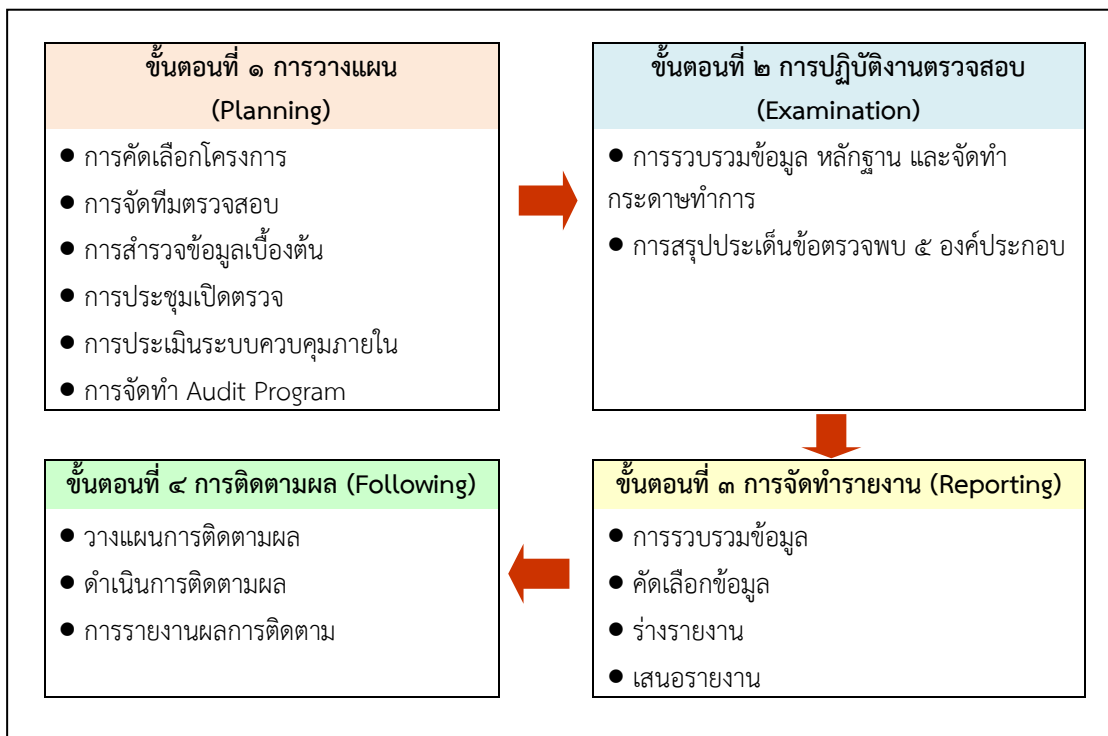 ขั้นตอนที่ ๑ การวางแผน
(Planning)
● การคัดเลือกโครงการ
● การจัดทีมตรวจสอบ
● การสำรวจข้อมูลเบื้องต้น
● การประชุมเปิดตรวจ
● การประเมินระบบควบคุมภายใน
● การจัดทำ Audit Program
ขั้นตอนที่ ๒ การปฏิบัติงานตรวจสอบ
(Examination)
● การรวบรวมข้อมูล หลักฐาน และจัดทำ
กระดาษทำการ
● การสรุปประเด็นข้อตรวจพบ ๕ องค์ประกอบ
ขั้นตอนที่ ๓ การจัดทำรายงาน (Reporting)
● การรวบรวมข้อมูล
● คัดเลือกข้อมูล
● ร่างรายงาน
● เสนอรายงาน
ขั้นตอนที่ ๔ การติดตามผล (Following)
● วางแผนการติดตามผล
● ดำเนินการติดตามผล
● การรายงานผลการติดตาม